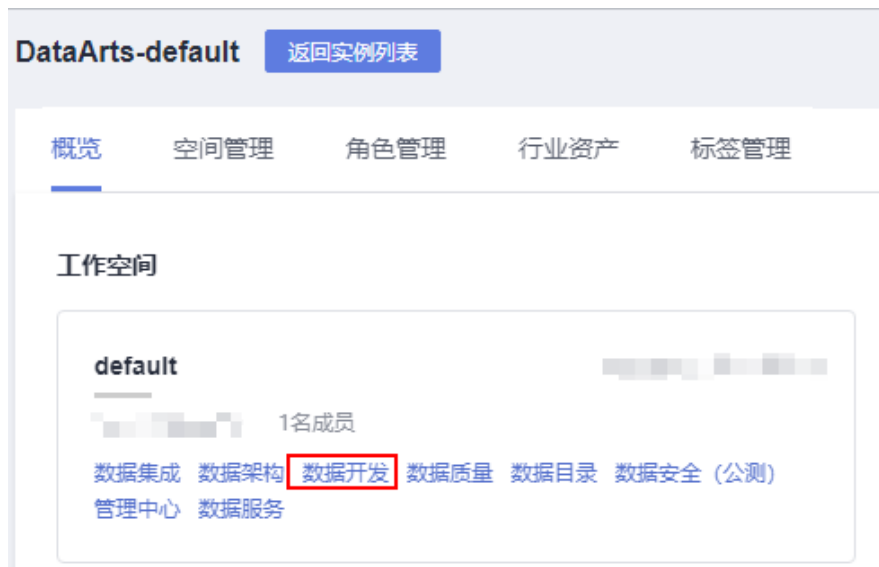 DataArts-default 返回实例列表
概览 空间管理 角色管理 行业资产 标签管理
工作空间
default
1名成员
数据集成 数据架构 数据开发 数据质量 数据目录 数据安全（公测）
管理中心 数据服务